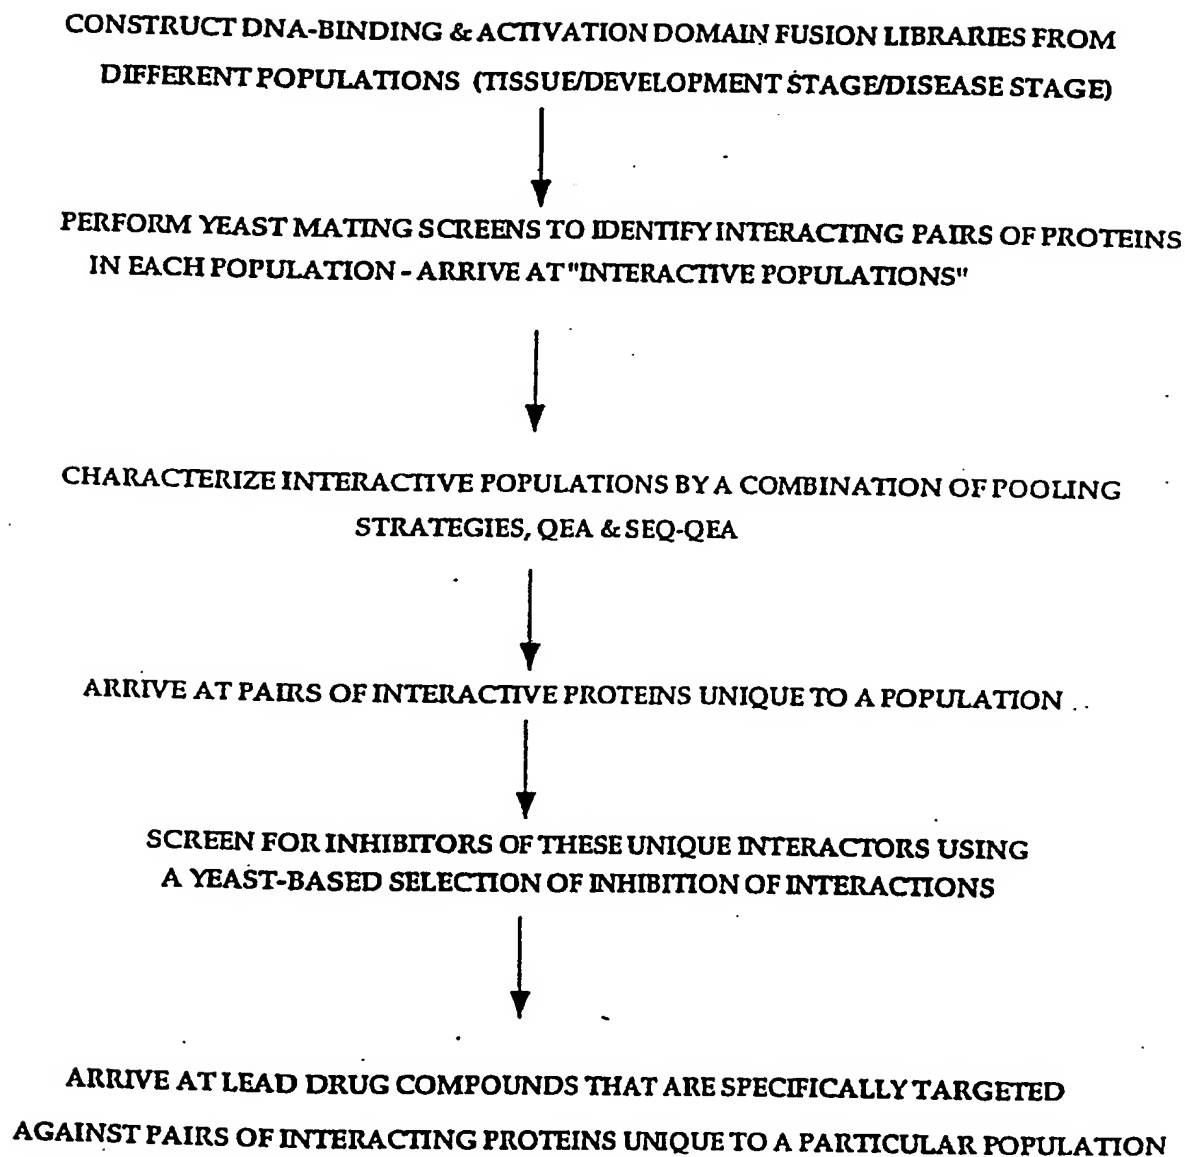 CONSTRUCT DNA-BINDING & ACTIVATION DOMAIN FUSION LIBRARIES FROM
DIFFERENT POPULATIONS (TISSUE/DEVELOPMENT STAGE/DISEASE STAGE)
PERFORM YEAST MATING SCREENS TO IDENTIFY INTERACTING PAIRS OF PROTEINS
IN EACH POPULATION - ARRIVE AT "INTERACTIVE POPULATIONS"
CHARACTERIZE INTERACTIVE POPULATIONS BY A COMBINATION OF POOLING
STRATEGIES, QEA & SEQ-QEA
ARRIVE AT PAIRS OF INTERACTIVE PROTEINS UNIQUE TO A POPULATION
SCREEN FOR INHIBITORS OF THESE UNIQUE INTERACTORS USING
A YEAST-BASED SELECTION OF INHIBITION OF INTERACTIONS
ARRIVE AT LEAD DRUG COMPOUNDS THAT ARE SPECIFICALLY TARGETED
AGAINST PAIRS OF INTERACTING PROTEINS UNIQUE TO A PARTICULAR POPULATION